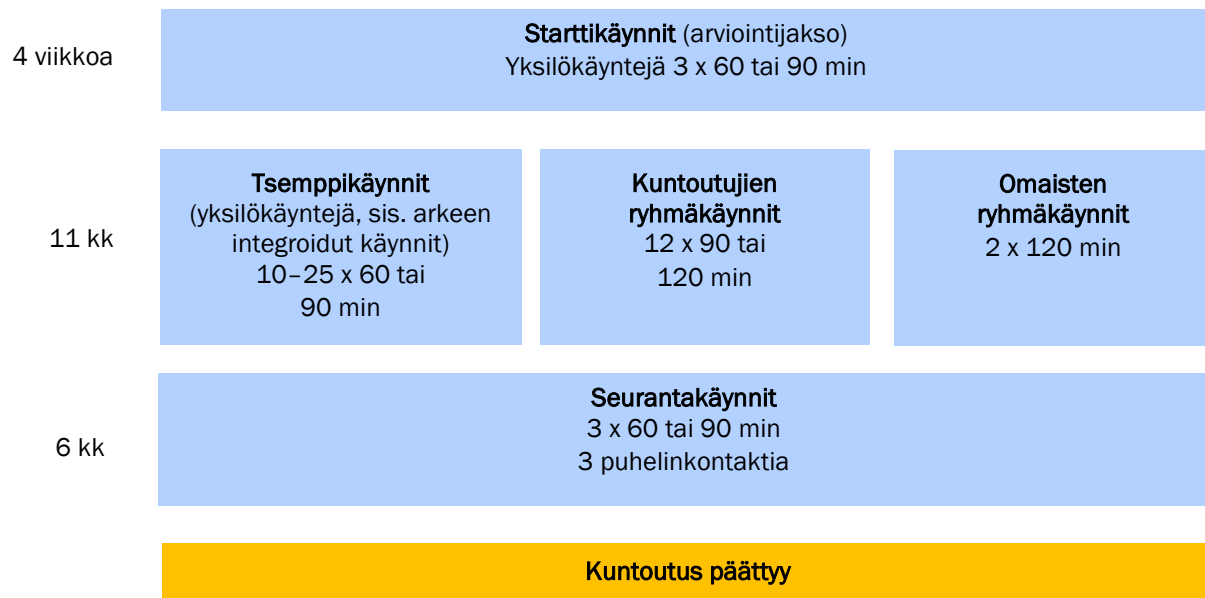 4 viikkoa
Starttikäynnit (arviointijakso)
Yksilökäyntejä 3 x 60 tai 90 min
11 kk
Tsemppikäynnit
(yksilökäyntejä, sis. arkeen
integroidut käynnit)
10–25 x 60 tai
90 min
Kuntoutujien
ryhmäkäynnit
12 x 90 tai
120 min
Omaisten
ryhmäkäynnit
2 x 120 min
6 kk
Seurantakäynnit
3 x 60 tai 90 min
3 puhelinkontaktia
Kuntoutus päättyy